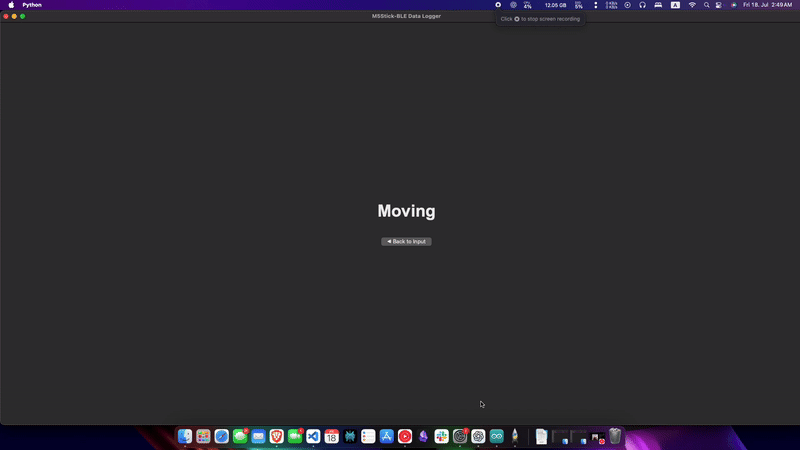 Python
12.05 GB
Fri 18. Jul 2:49 AM
M5Stick-BLE Data Logger
Click to stop screen recording
Moving
◀ Back to input
18